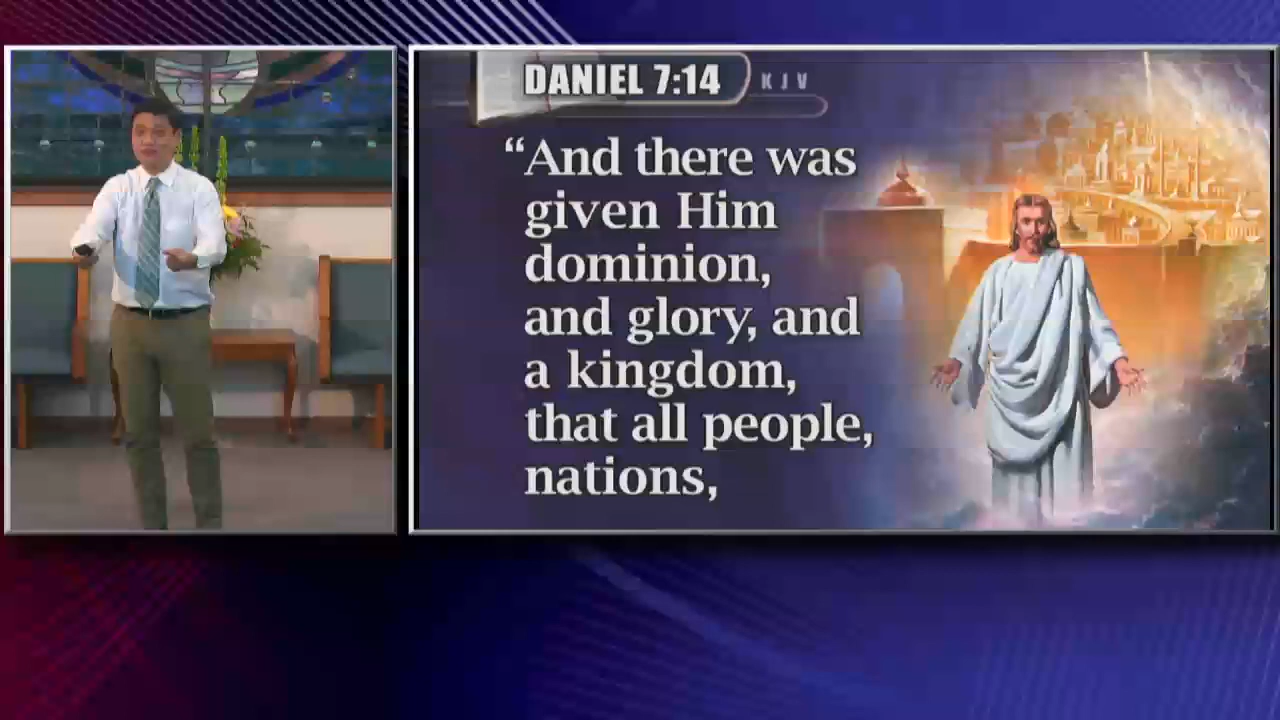 DANIEL 7:14 KJV
“And there was
given Him
dominion,
and glory, and
a kingdom,
that all people,
nations,